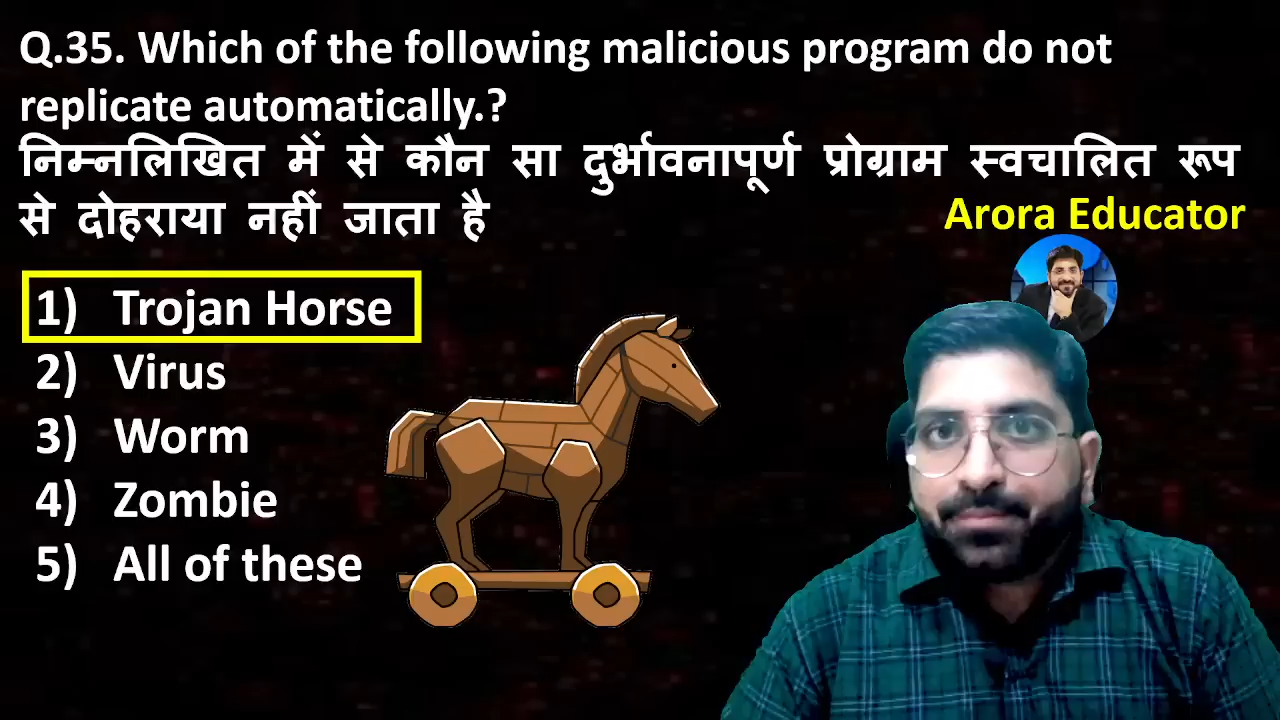 Q.35. Which of the following malicious program do not
replicate automatically.?
निम्नलिखित में से कौन सा दुर्भावनापूर्ण प्रोग्राम स्वचालित रूप
से दोहराया नहीं जाता है
Arora Educator
1) Trojan Horse
2) Virus
3) Worm
4) Zombie
5) All of these